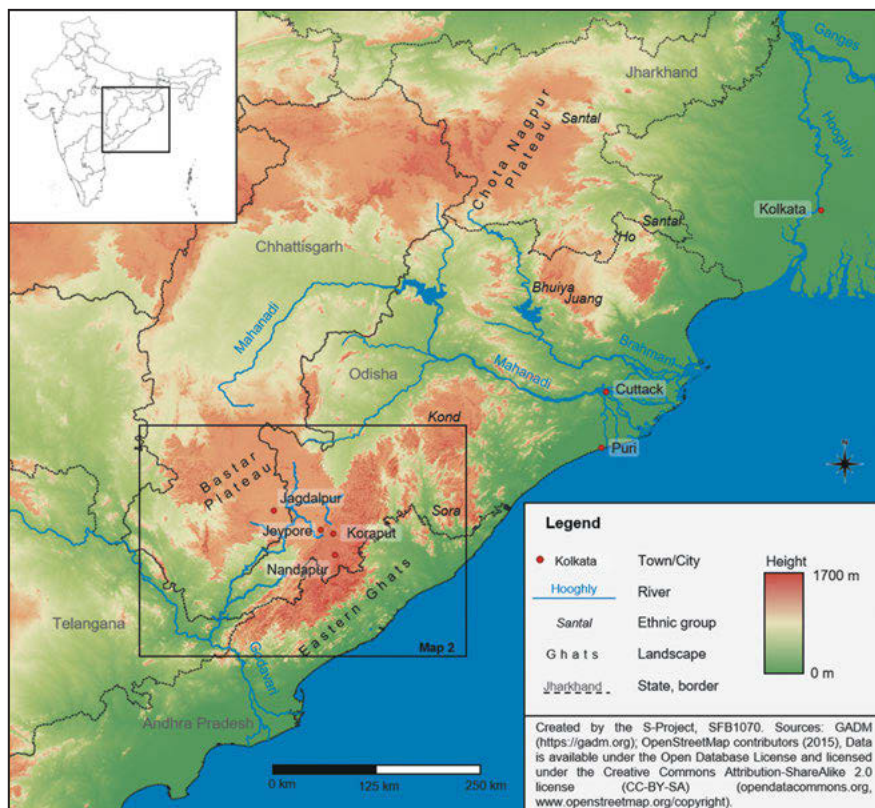 Ganges
Jharkhand
Santal
Chota Nagpur
Plateau
Hooghly
Kolkata
Santal
Ho
Chhattisgarh
Bhuiya
Juang
Mahanadi
Brahmani
Odisha
Mahanadi
Cuttack
Kond
Puri
Bastar
Plateau
N
Jagdalpur
Sora
Jeypore
Koraput
Nandapur
Eastern Ghats
Telangana
Map 2
Godavari
Andhra Pradesh
0 km
125 km
250 km
Legend
Kolkata
Town/City
Hooghly
River
Santal
Ethnic group
Ghats
Landscape
Jharkhand
State, border
Height
1700 m
0 m
Created by the S-Project, SFB1070. Sources: GADM
(https://gadm.org); OpenStreetMap contributors (2015), Data
is available under the Open Database License and licensed
under the Creative Commons Attribution-ShareAlike 2.0
license (CC-BY-SA) (opendatacommons.org,
www.openstreetmap.org/copyright).